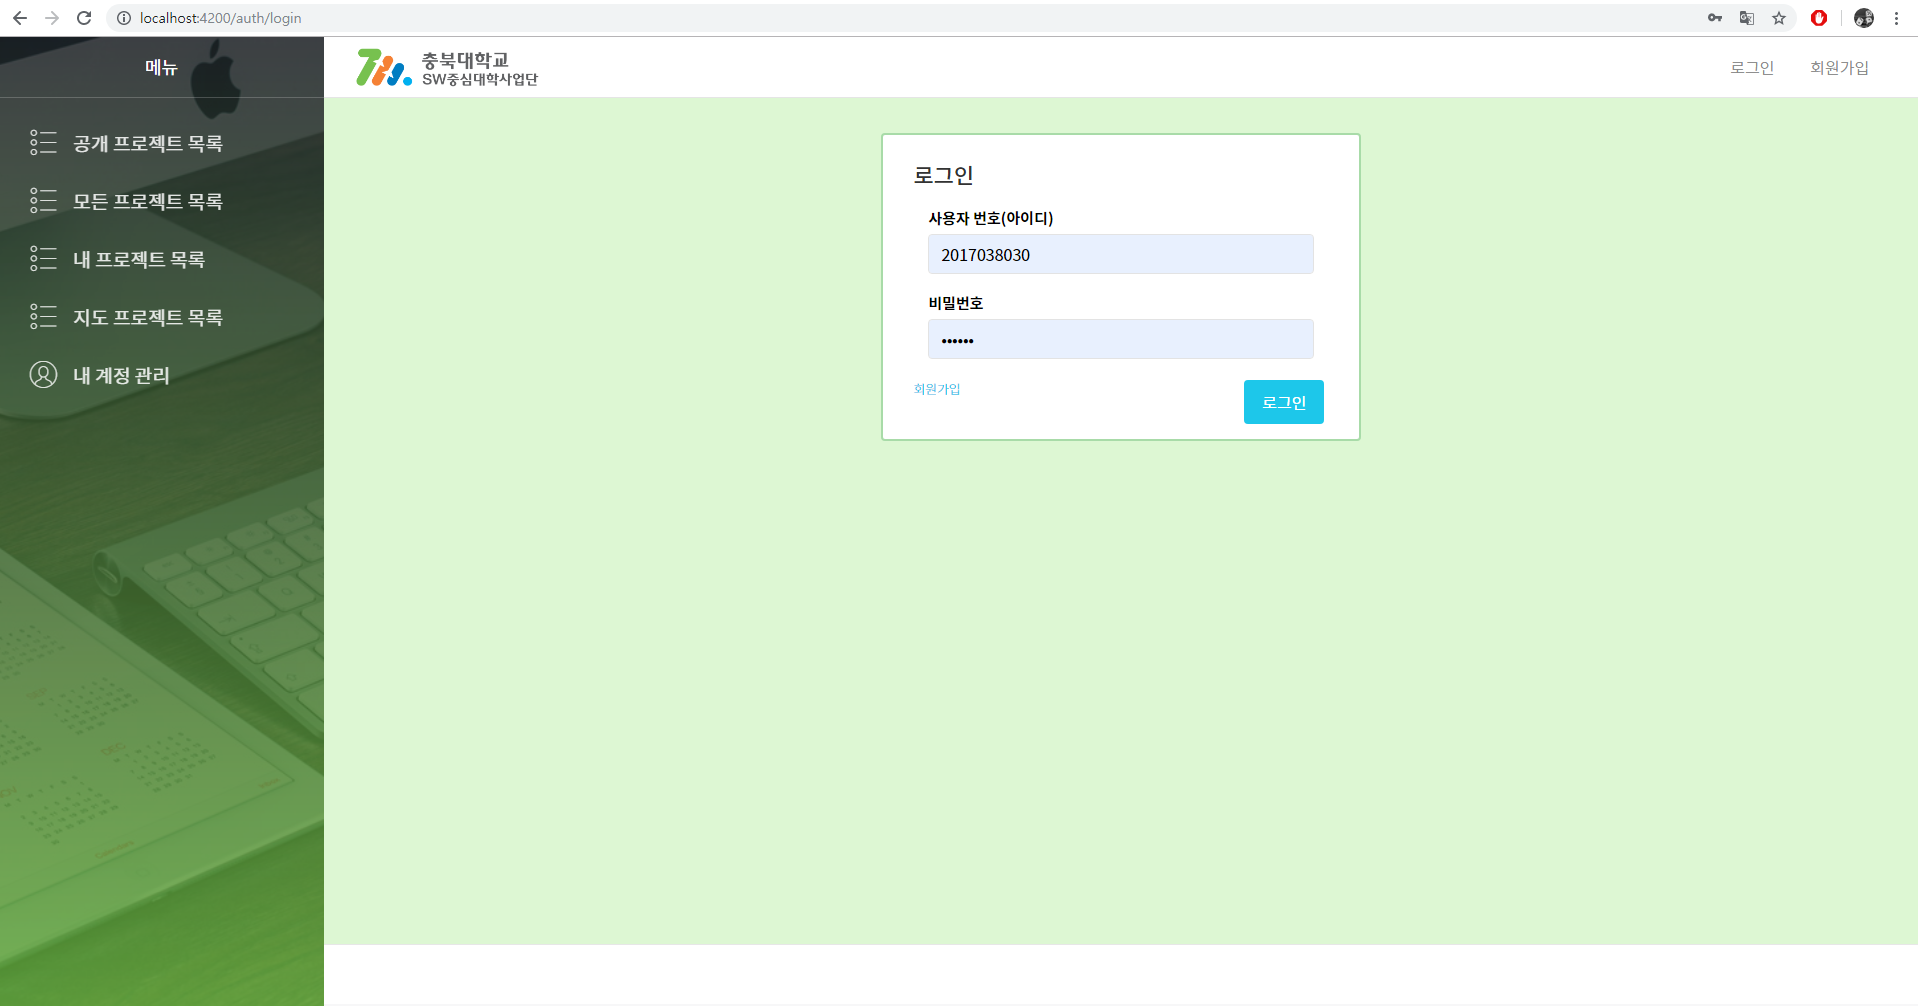 localhost:4200/auth/login
메뉴
충북대학교
SW중심대학사업단
로그인 회원가입
공개 프로젝트 목록
모든 프로젝트 목록
내 프로젝트 목록
지도 프로젝트 목록
내 계정 관리
로그인
사용자 번호(아이디)
2017038030
비밀번호
••••••
회원가입
로그인